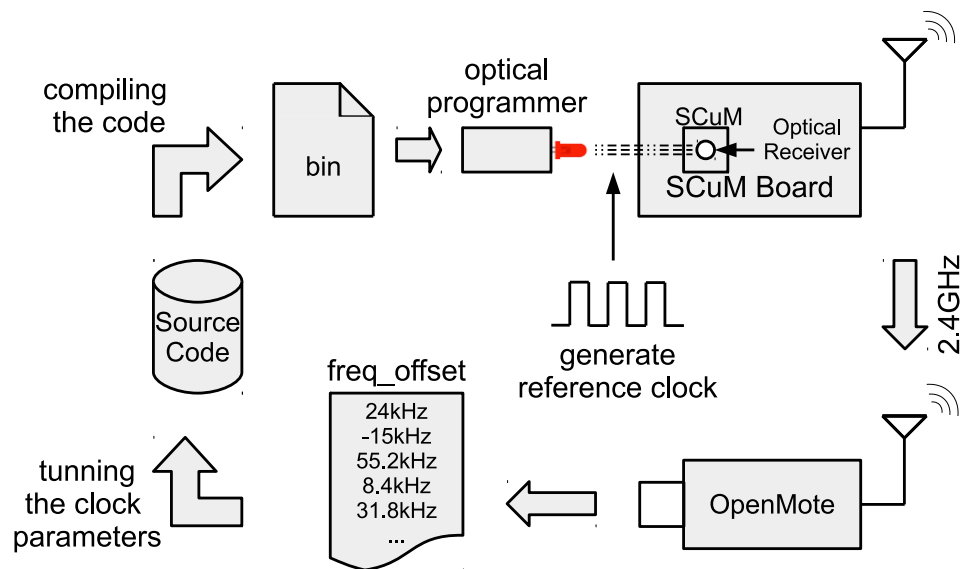 compiling
the code
bin
optical
programmer
SCuM
Optical
Receiver
SCuM Board
2.4GHz
generate
reference clock
Source
Code
freq_offset
24kHz
-15kHz
55.2kHz
8.4kHz
31.8kHz
...
OpenMote
tunning
the clock
parameters